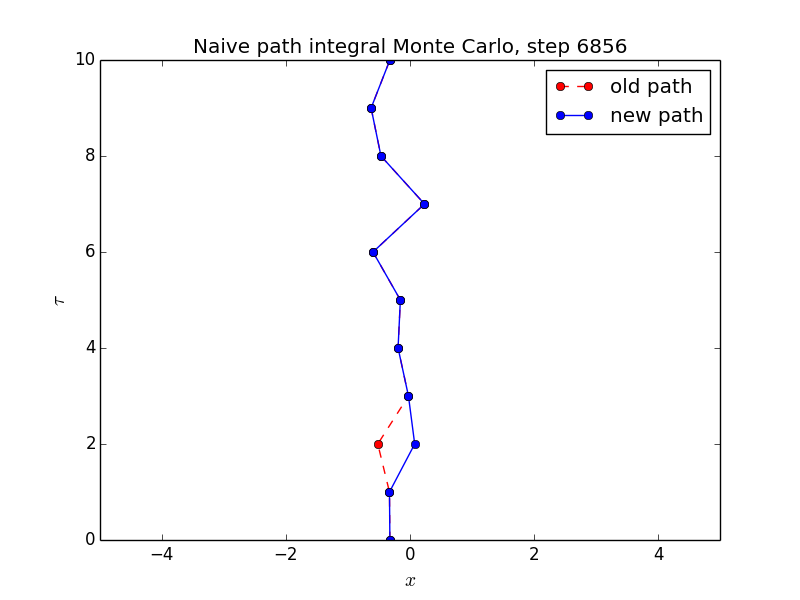 Naive path integral Monte Carlo, step 6856
old path
new path
10
8
6
4
2
0
τ
−4 −2 0 2 4
x